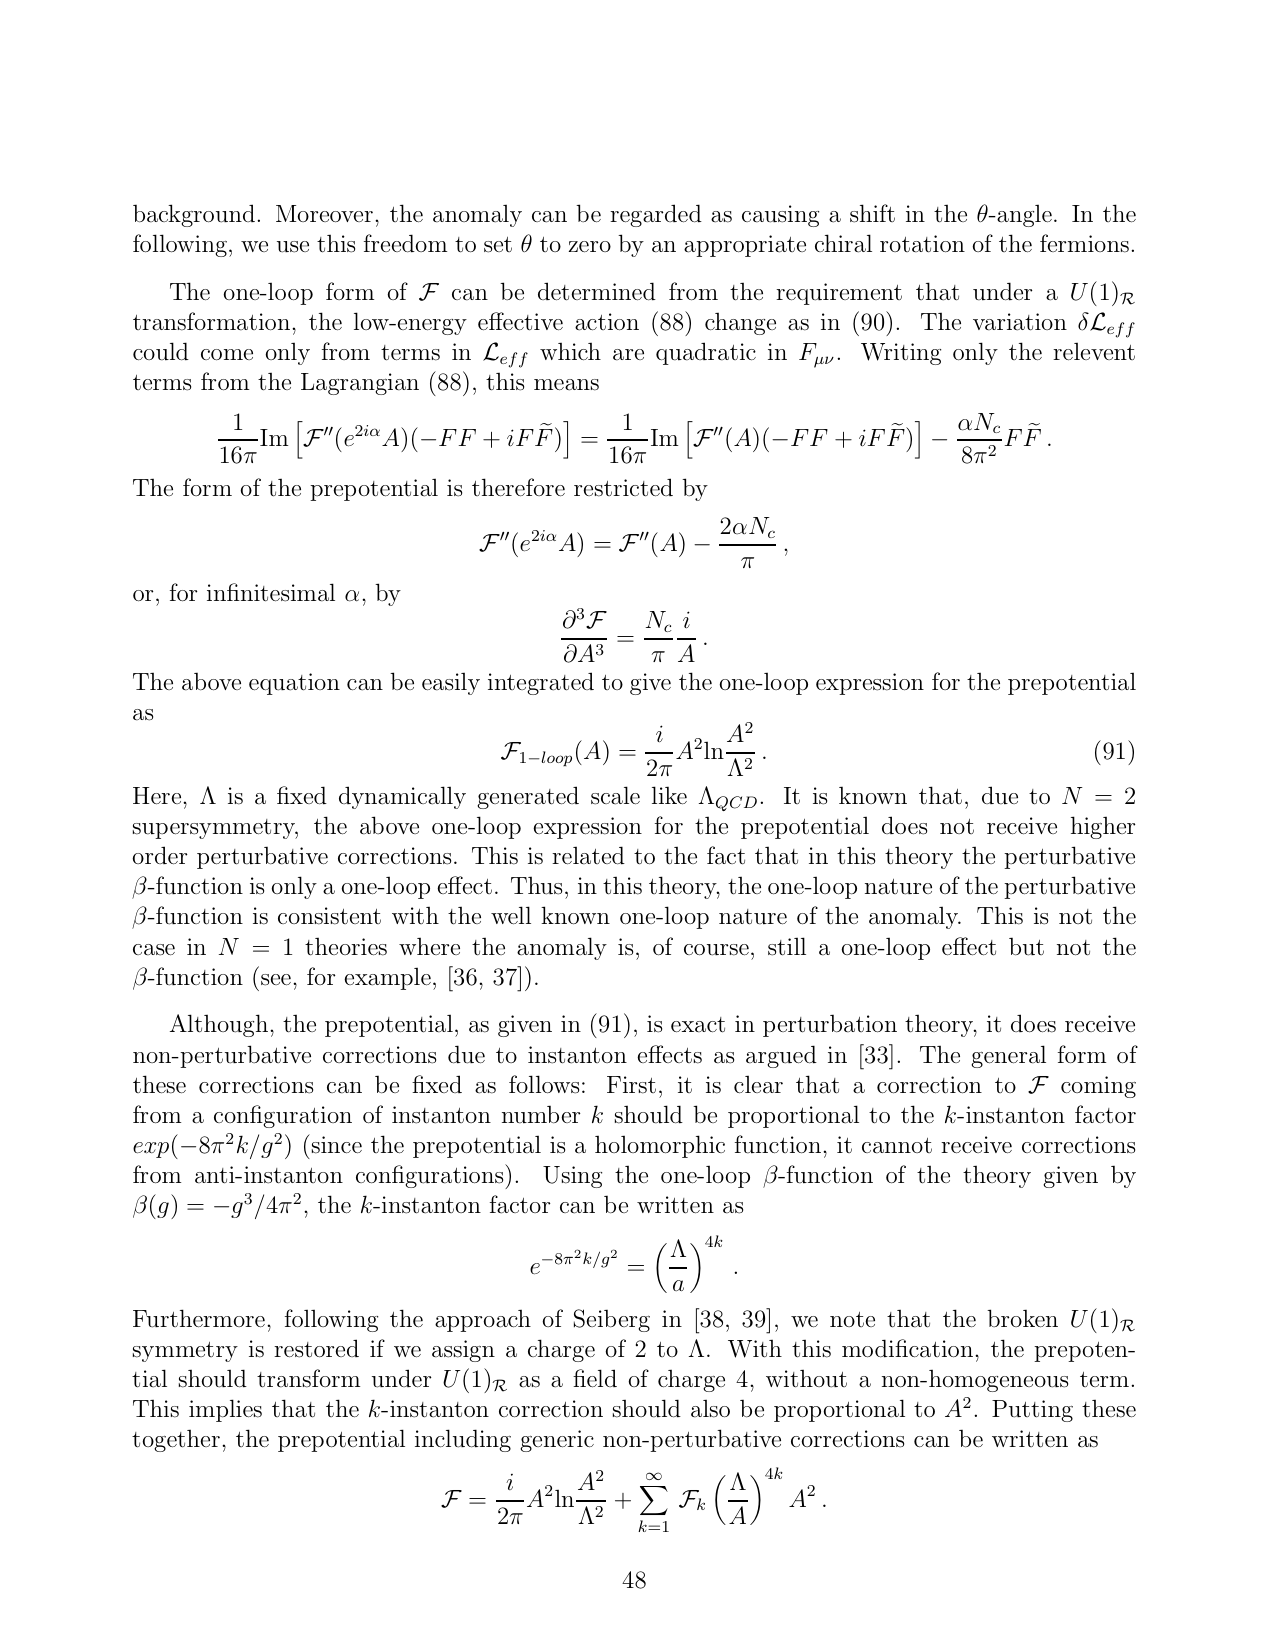 background. Moreover, the anomaly can be regarded as causing a shift in the θ-angle. In the
following, we use this freedom to set θ to zero by an appropriate chiral rotation of the fermions.
The one-loop form of ℱ can be determined from the requirement that under a U(1)_ℛ
transformation, the low-energy effective action (88) change as in (90). The variation δℒ_{eff}
could come only from terms in ℒ_{eff} which are quadratic in F_{μν}. Writing only the relevent
terms from the Lagrangian (88), this means
\frac{1}{16π}Im [ℱ''(e^{2iα}A)(−FF + iF\tilde{F})] = \frac{1}{16π}Im [ℱ''(A)(−FF + iF\tilde{F})] − \frac{αN_c}{8π^2}F\tilde{F} .
The form of the prepotential is therefore restricted by
ℱ''(e^{2iα}A) = ℱ''(A) − \frac{2αN_c}{π} ,
or, for infinitesimal α, by
\frac{∂^3ℱ}{∂A^3} = \frac{N_c}{π}\frac{i}{A} .
The above equation can be easily integrated to give the one-loop expression for the prepotential
as
ℱ_{1−loop}(A) = \frac{i}{2π}A^2ln\frac{A^2}{Λ^2} . (91)
Here, Λ is a fixed dynamically generated scale like Λ_{QCD}. It is known that, due to N = 2
supersymmetry, the above one-loop expression for the prepotential does not receive higher
order perturbative corrections. This is related to the fact that in this theory the perturbative
β-function is only a one-loop effect. Thus, in this theory, the one-loop nature of the perturbative
β-function is consistent with the well known one-loop nature of the anomaly. This is not the
case in N = 1 theories where the anomaly is, of course, still a one-loop effect but not the
β-function (see, for example, [36, 37]).
Although, the prepotential, as given in (91), is exact in perturbation theory, it does receive
non-perturbative corrections due to instanton effects as argued in [33]. The general form of
these corrections can be fixed as follows: First, it is clear that a correction to ℱ coming
from a configuration of instanton number k should be proportional to the k-instanton factor
exp(−8π^2k/g^2) (since the prepotential is a holomorphic function, it cannot receive corrections
from anti-instanton configurations). Using the one-loop β-function of the theory given by
β(g) = −g^3/4π^2, the k-instanton factor can be written as
e^{−8π^2k/g^2} = (\frac{Λ}{a})^{4k} .
Furthermore, following the approach of Seiberg in [38, 39], we note that the broken U(1)_ℛ
symmetry is restored if we assign a charge of 2 to Λ. With this modification, the prepoten-
tial should transform under U(1)_ℛ as a field of charge 4, without a non-homogeneous term.
This implies that the k-instanton correction should also be proportional to A^2. Putting these
together, the prepotential including generic non-perturbative corrections can be written as
ℱ = \frac{i}{2π}A^2ln\frac{A^2}{Λ^2} + \sum_{k=1}^{∞} ℱ_k (\frac{Λ}{A})^{4k} A^2 .
48